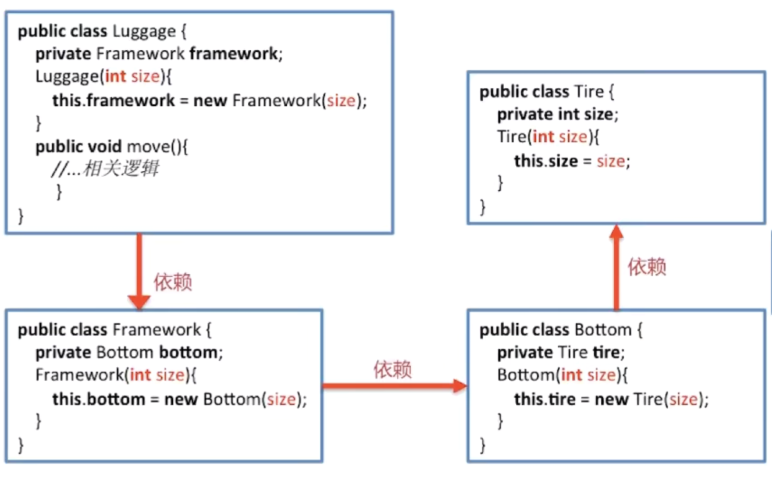 public class Luggage {
private Framework framework;
Luggage(int size){
this.framework = new Framework(size);
}
public void move(){
//...相关逻辑
}
}
依赖
public class Framework {
private Bottom bottom;
Framework(int size){
this.bottom = new Bottom(size);
}
}
依赖
public class Bottom {
private Tire tire;
Bottom(int size){
this.tire = new Tire(size);
}
}
依赖
public class Tire {
private int size;
Tire(int size){
this.size = size;
}
}